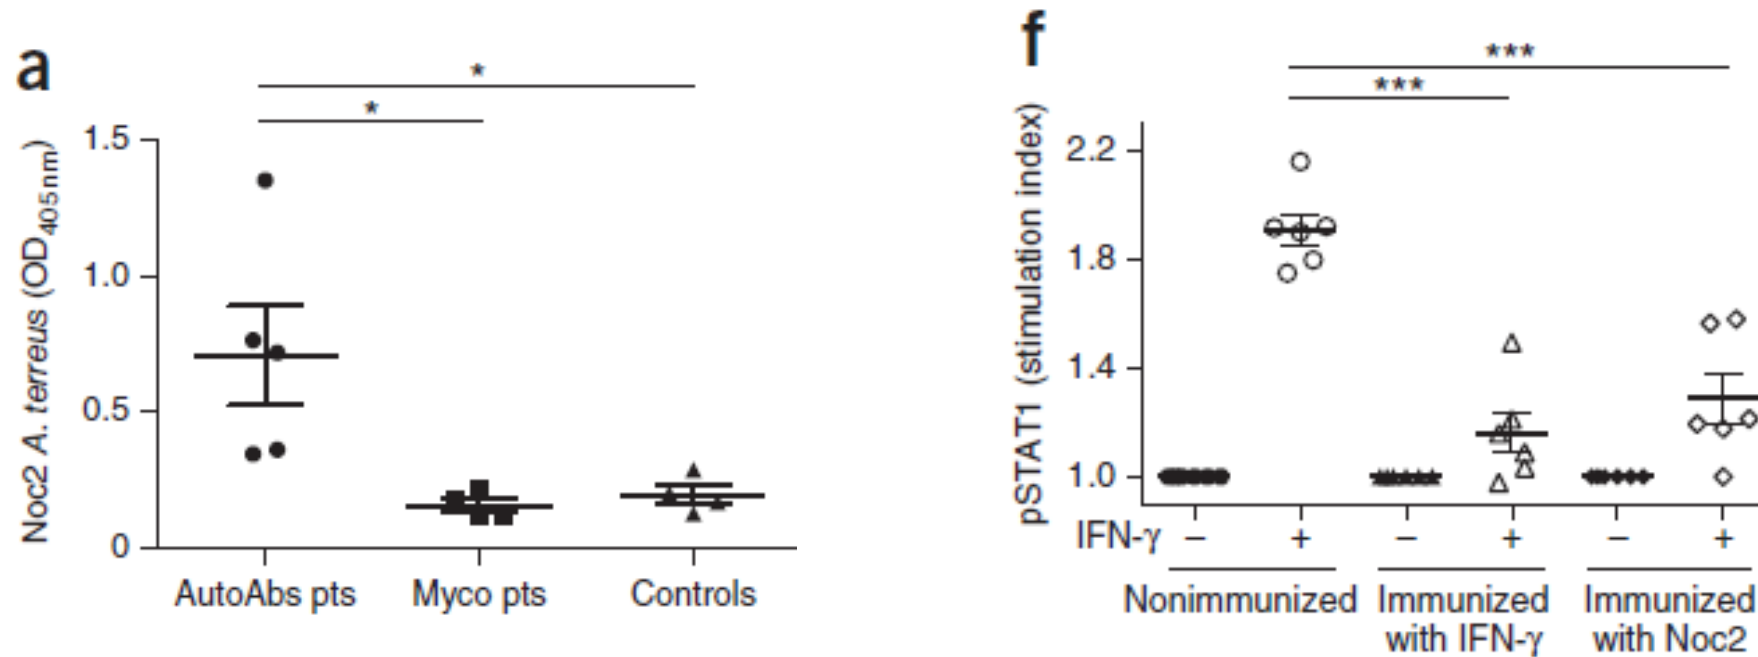 a
*
*
Noc2 A. terreus (OD405nm)
1.5
1.0
0.5
0
AutoAbs pts Myco pts Controls
f
***
***
pSTAT1 (stimulation index)
2.2
1.8
1.4
1.0
IFN-γ − + − + − +
Nonimmunized Immunized with IFN-γ Immunized with Noc2